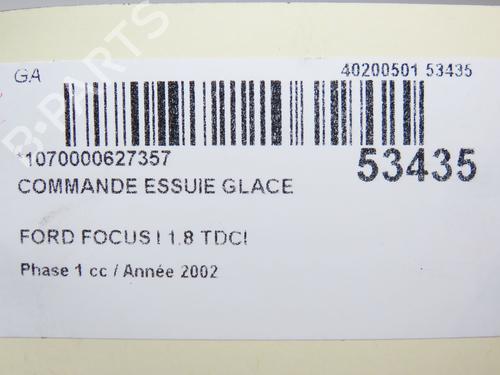 GA
40200501 53435
*1070000627357
53435
COMMANDE ESSUIE GLACE
FORD FOCUS I 1.8 TDCI
Phase 1 cc / Année 2002
B-PARTS